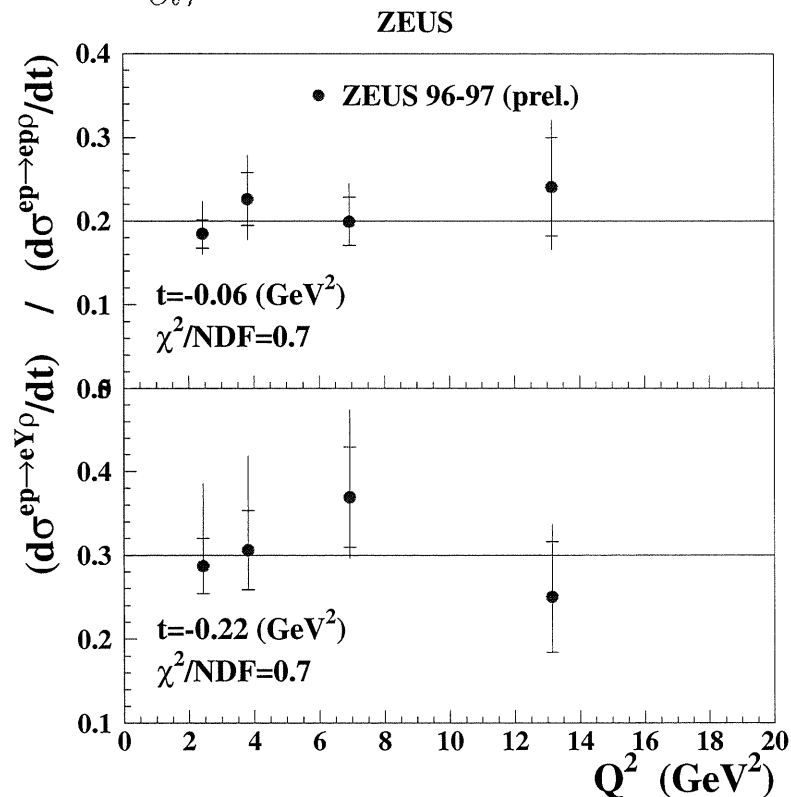 ZEUS
(dσ^ep→eYρ/dt) / (dσ^ep→epρ/dt)
0.4
ZEUS 96-97 (prel.)
0.3
0.2
0.1
t=-0.06 (GeV²)
χ²/NDF=0.7
0.4
0.3
0.2
0.1
t=-0.22 (GeV²)
χ²/NDF=0.7
0 2 4 6 8 10 12 14 16 18 20
Q² (GeV²)